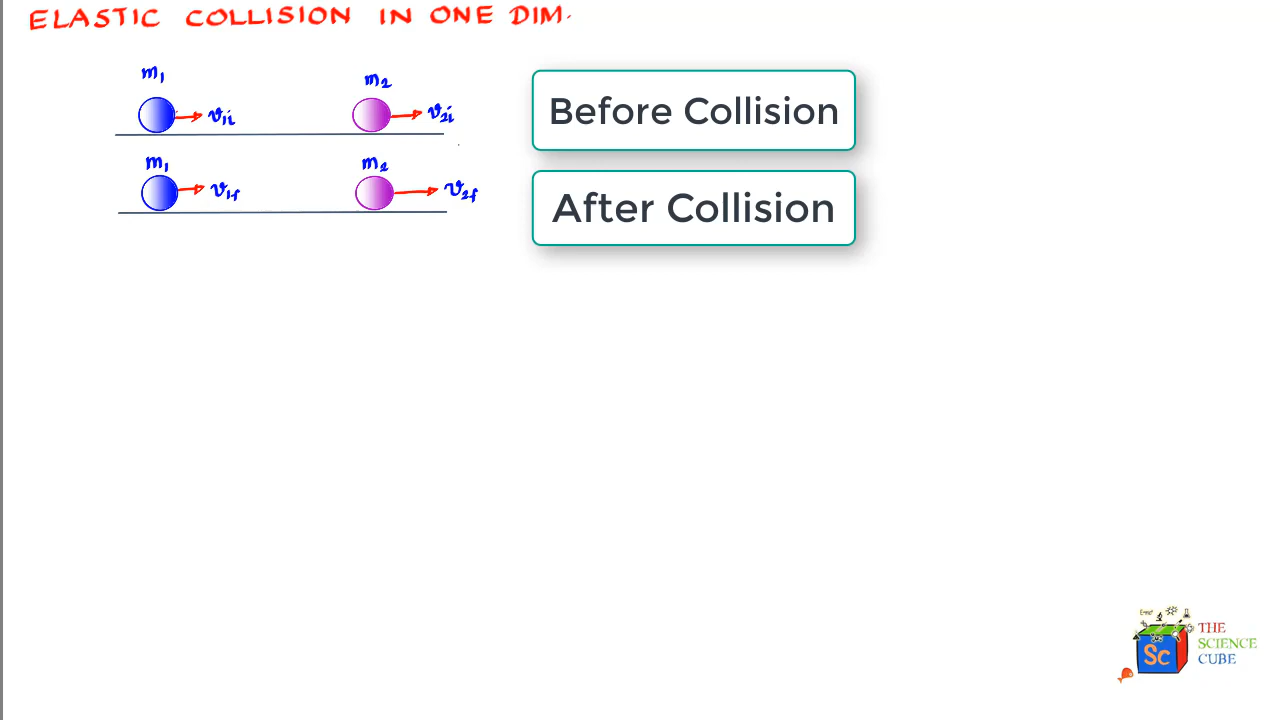 ELASTIC COLLISION IN ONE DIM.
m₁ m₂
v₁ᵢ v₂ᵢ
Before Collision
m₁ m₂
v₁f v₂f
After Collision
THE
SCIENCE
CUBE
Sc